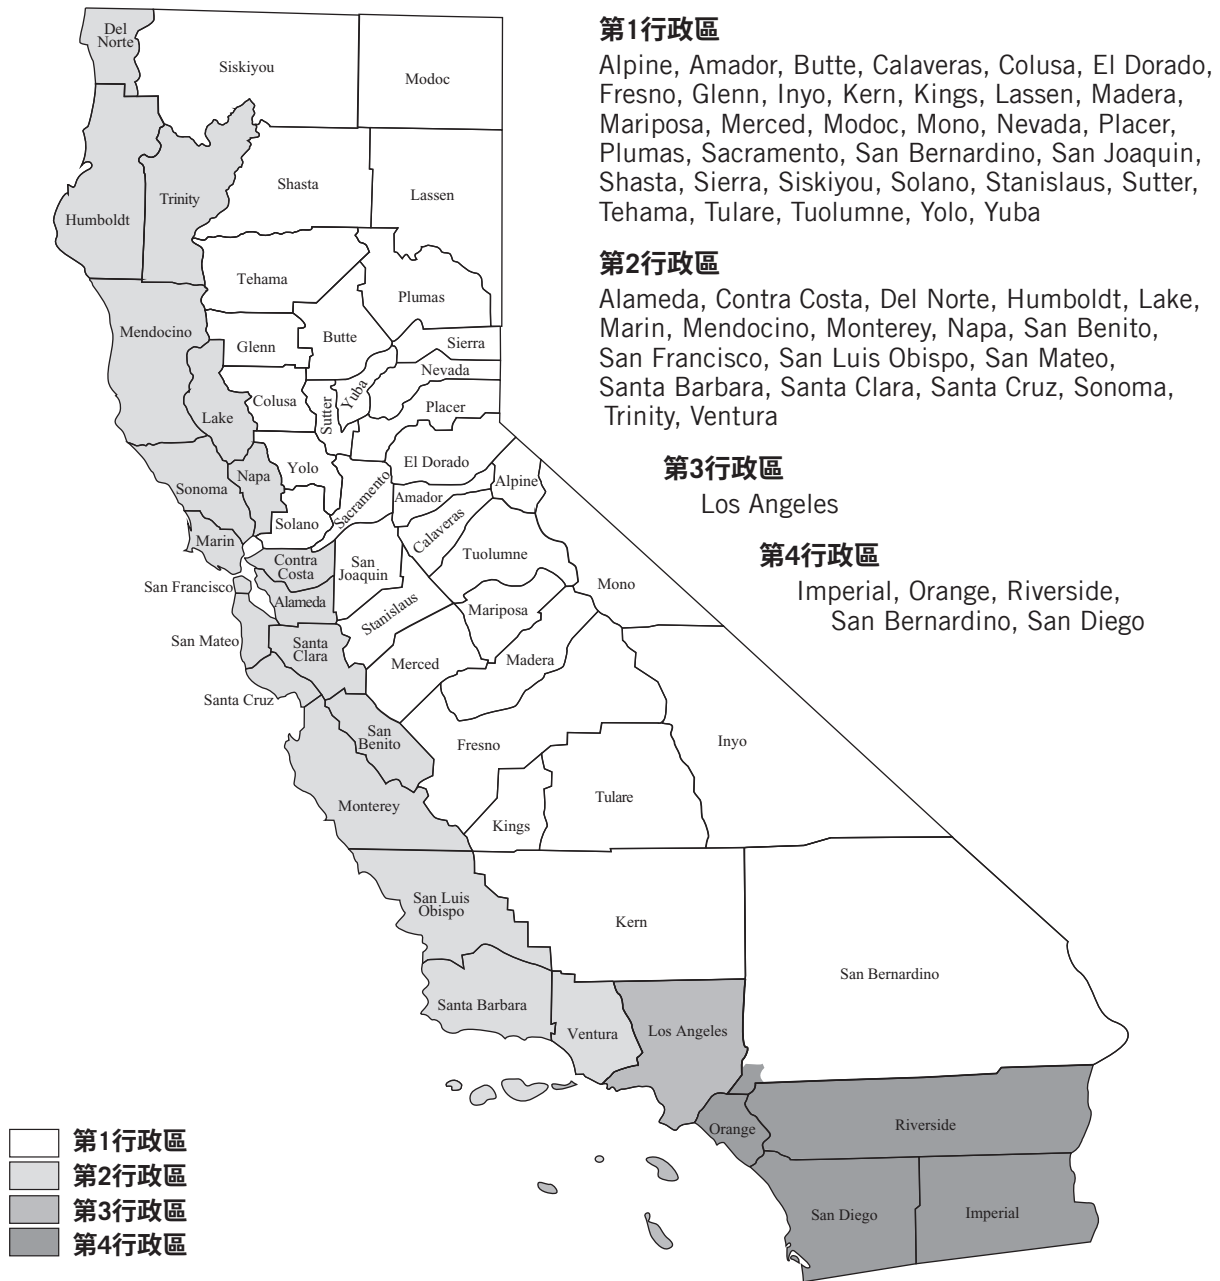 第1行政區
Alpine, Amador, Butte, Calaveras, Colusa, El Dorado,
Fresno, Glenn, Inyo, Kern, Kings, Lassen, Madera,
Mariposa, Merced, Modoc, Mono, Nevada, Placer,
Plumas, Sacramento, San Bernardino, San Joaquin,
Shasta, Sierra, Siskiyou, Solano, Stanislaus, Sutter,
Tehama, Tulare, Tuolumne, Yolo, Yuba
第2行政區
Alameda, Contra Costa, Del Norte, Humboldt, Lake,
Marin, Mendocino, Monterey, Napa, San Benito,
San Francisco, San Luis Obispo, San Mateo,
Santa Barbara, Santa Clara, Santa Cruz, Sonoma,
Trinity, Ventura
第3行政區
Los Angeles
第4行政區
Imperial, Orange, Riverside,
San Bernardino, San Diego
Del
Norte
Siskiyou
Modoc
Humboldt
Trinity
Shasta
Lassen
Tehama
Plumas
Mendocino
Glenn
Butte
Sierra
Nevada
Yuba
Sutter
Colusa
Placer
Lake
El Dorado
Yolo
Napa
Sonoma
Sacramento
Amador
Alpine
Solano
Calaveras
Marin
Contra
Costa
San
Joaquin
Tuolumne
Mono
San Francisco
Alameda
Stanislaus
Mariposa
San Mateo
Santa
Clara
Merced
Madera
Santa Cruz
San
Benito
Fresno
Inyo
Monterey
Kings
Tulare
San Luis
Obispo
Kern
San Bernardino
Santa Barbara
Ventura
Los Angeles
Orange
Riverside
San Diego
Imperial
第1行政區
第2行政區
第3行政區
第4行政區